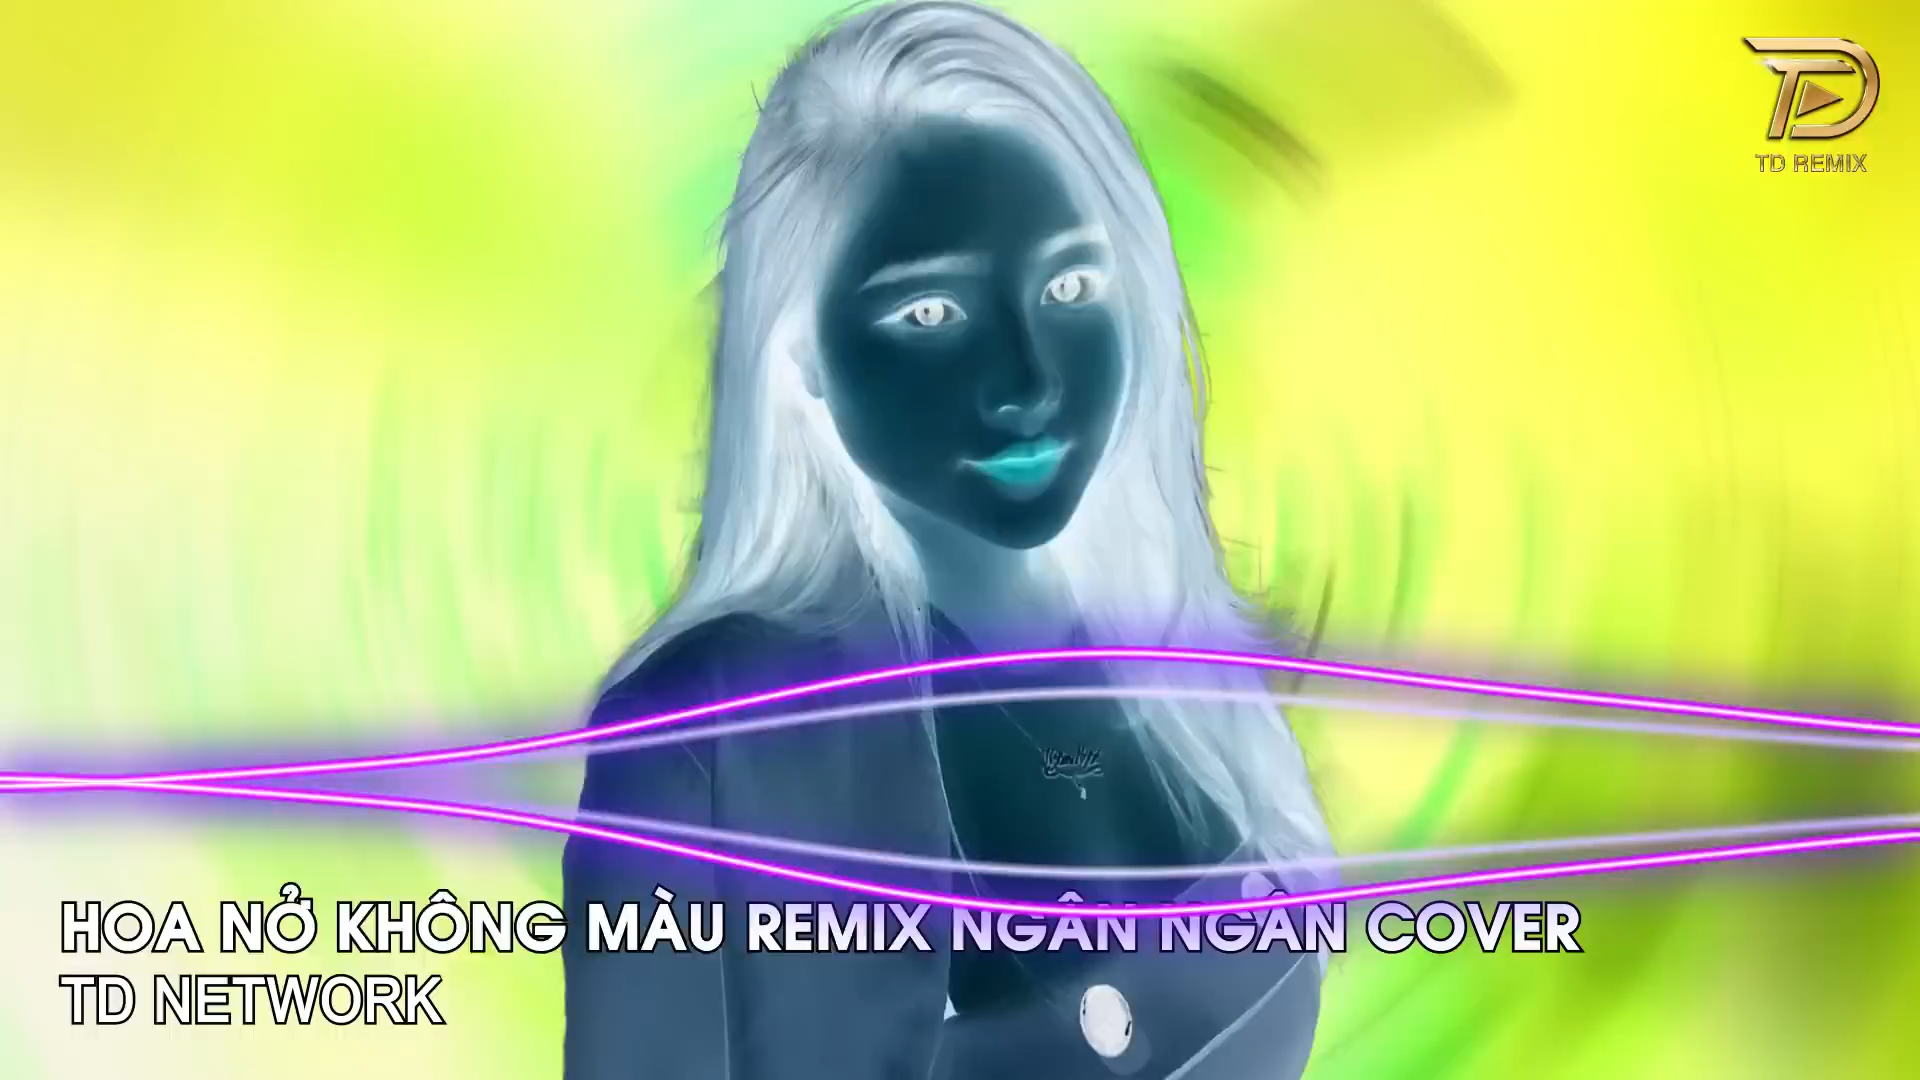 TD REMIX
HOA NỞ KHÔNG MÀU REMIX NGÂN NGÂN COVER
TD NETWORK